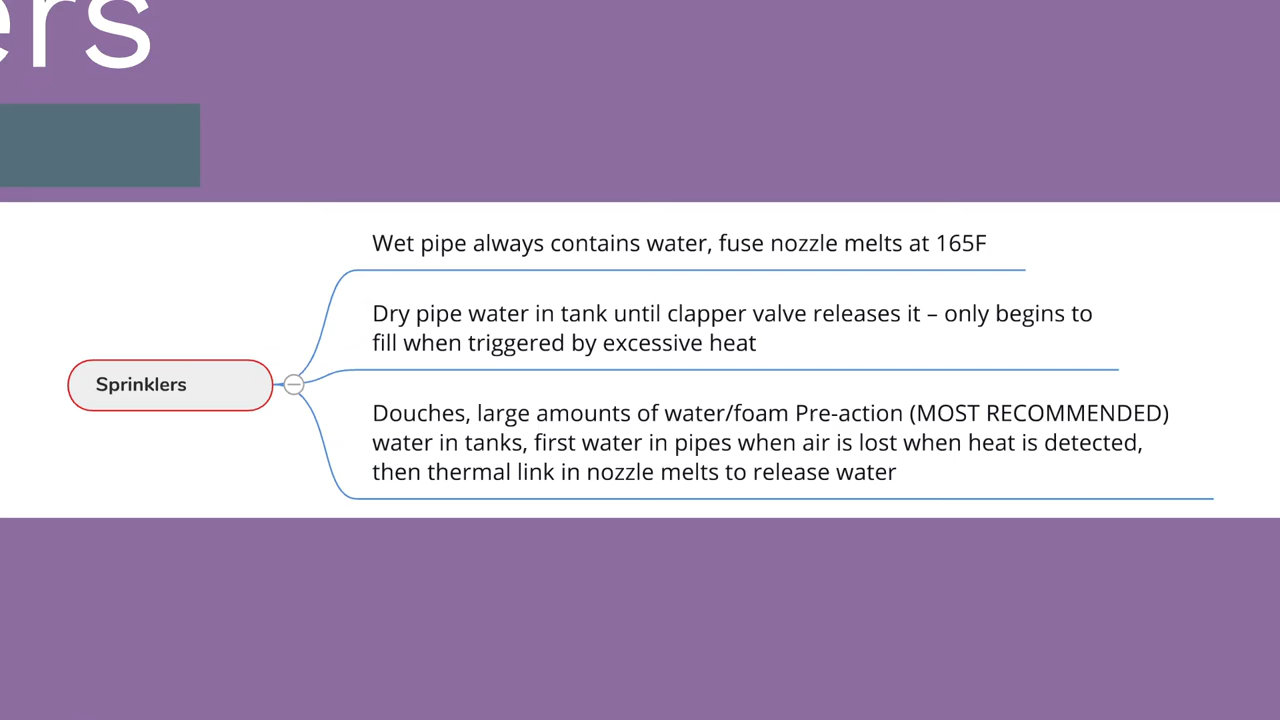 ers
Wet pipe always contains water, fuse nozzle melts at 165F
Dry pipe water in tank until clapper valve releases it – only begins to
fill when triggered by excessive heat
Sprinklers
Douches, large amounts of water/foam Pre-action (MOST RECOMMENDED)
water in tanks, first water in pipes when air is lost when heat is detected,
then thermal link in nozzle melts to release water